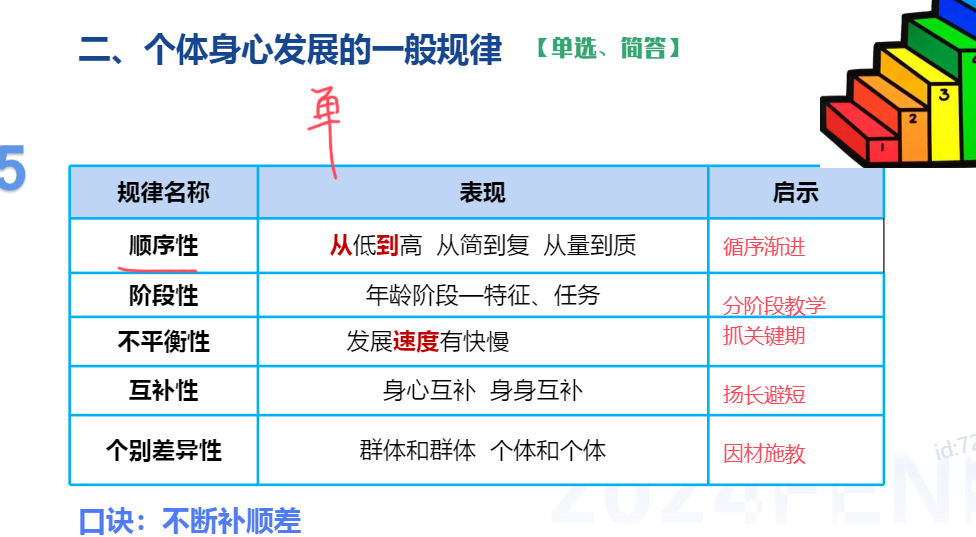 二、个体身心发展的一般规律 【单选、简答】
单
5
1 2 3 4
规律名称 表现 启示
顺序性 从低到高 从简到复 从量到质 循序渐进
阶段性 年龄阶段—特征、任务 分阶段教学
不平衡性 发展速度有快慢 抓关键期
互补性 身心互补 身身互补 扬长避短
个别差异性 群体和群体 个体和个体 因材施教
id:72
2024FEN
口诀：不断补顺差